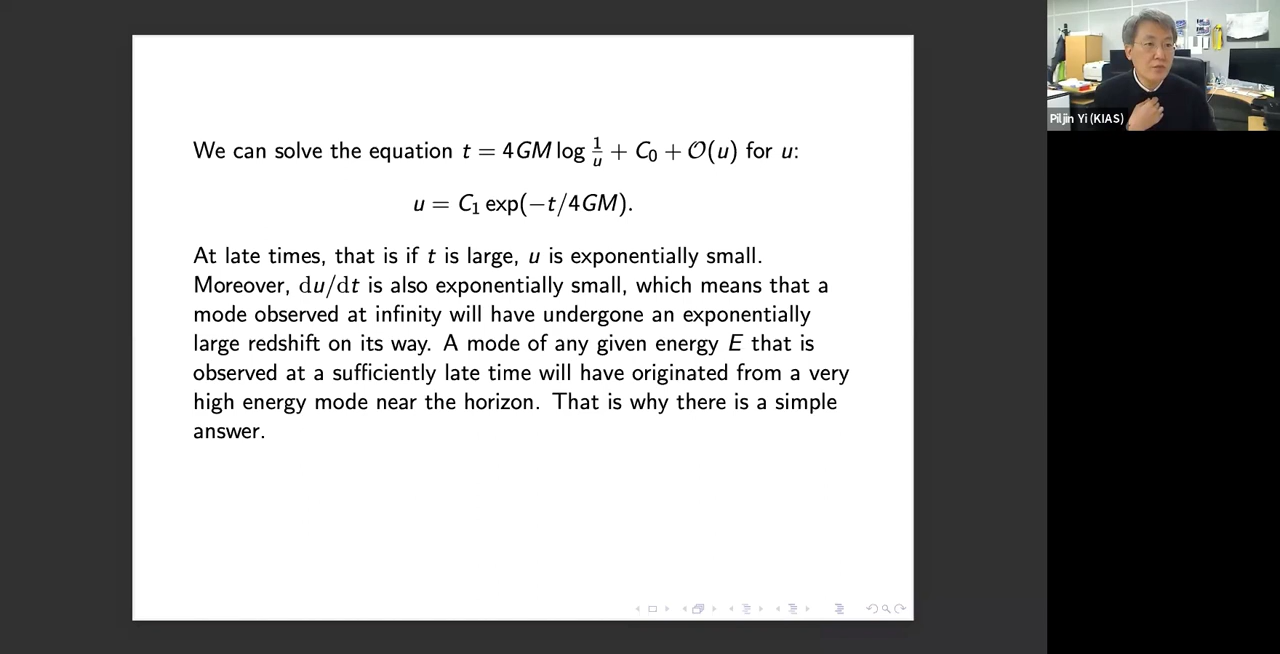 We can solve the equation t = 4GM log 1/u + C₀ + 𝒪(u) for u:
u = C₁ exp(−t/4GM).
At late times, that is if t is large, u is exponentially small.
Moreover, du/dt is also exponentially small, which means that a
mode observed at infinity will have undergone an exponentially
large redshift on its way. A mode of any given energy E that is
observed at a sufficiently late time will have originated from a very
high energy mode near the horizon. That is why there is a simple
answer.
Piljin Yi (KIAS)